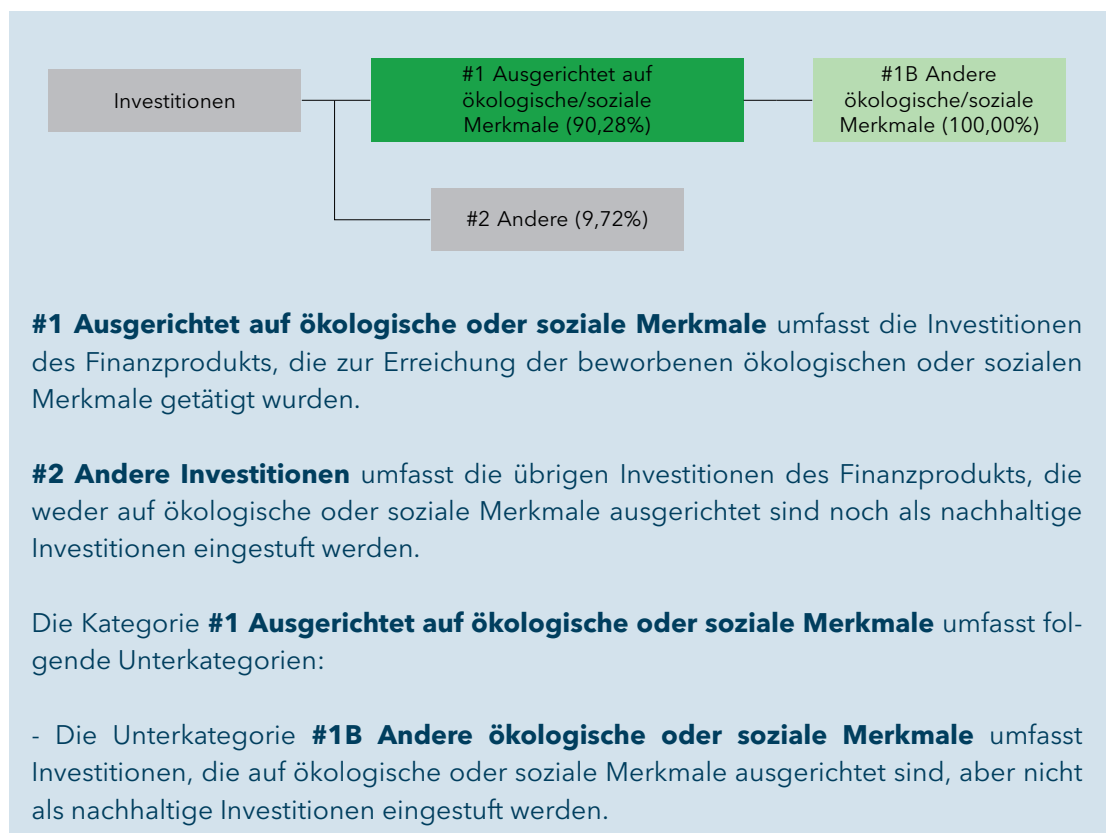 Investitionen
#1 Ausgerichtet auf
ökologische/soziale
Merkmale (90,28%)
#1B Andere
ökologische/soziale
Merkmale (100,00%)
#2 Andere (9,72%)
#1 Ausgerichtet auf ökologische oder soziale Merkmale umfasst die Investitionen
des Finanzprodukts, die zur Erreichung der beworbenen ökologischen oder sozialen
Merkmale getätigt wurden.
#2 Andere Investitionen umfasst die übrigen Investitionen des Finanzprodukts, die
weder auf ökologische oder soziale Merkmale ausgerichtet sind noch als nachhaltige
Investitionen eingestuft werden.
Die Kategorie #1 Ausgerichtet auf ökologische oder soziale Merkmale umfasst fol-
gende Unterkategorien:
- Die Unterkategorie #1B Andere ökologische oder soziale Merkmale umfasst
Investitionen, die auf ökologische oder soziale Merkmale ausgerichtet sind, aber nicht
als nachhaltige Investitionen eingestuft werden.